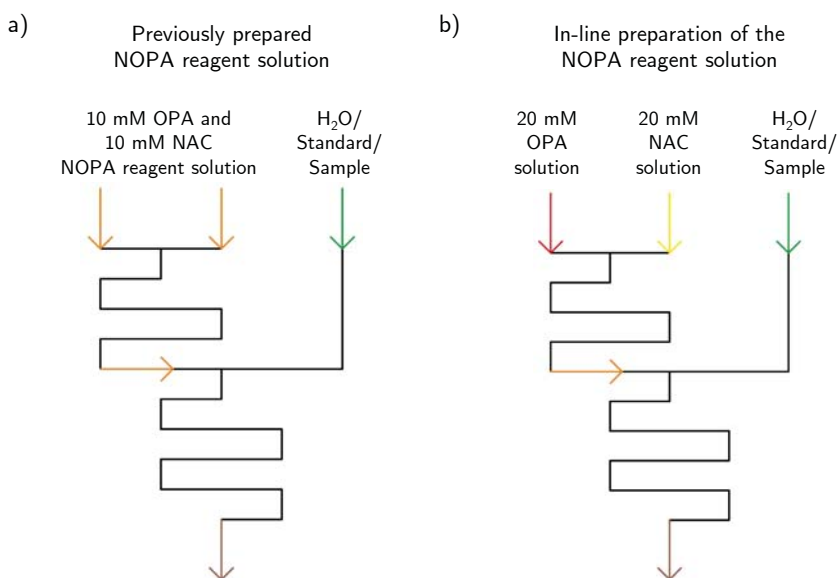 a)
Previously prepared
NOPA reagent solution
10 mM OPA and
10 mM NAC
NOPA reagent solution
H₂O/
Standard/
Sample
b)
In-line preparation of the
NOPA reagent solution
20 mM
OPA
solution
20 mM
NAC
solution
H₂O/
Standard/
Sample